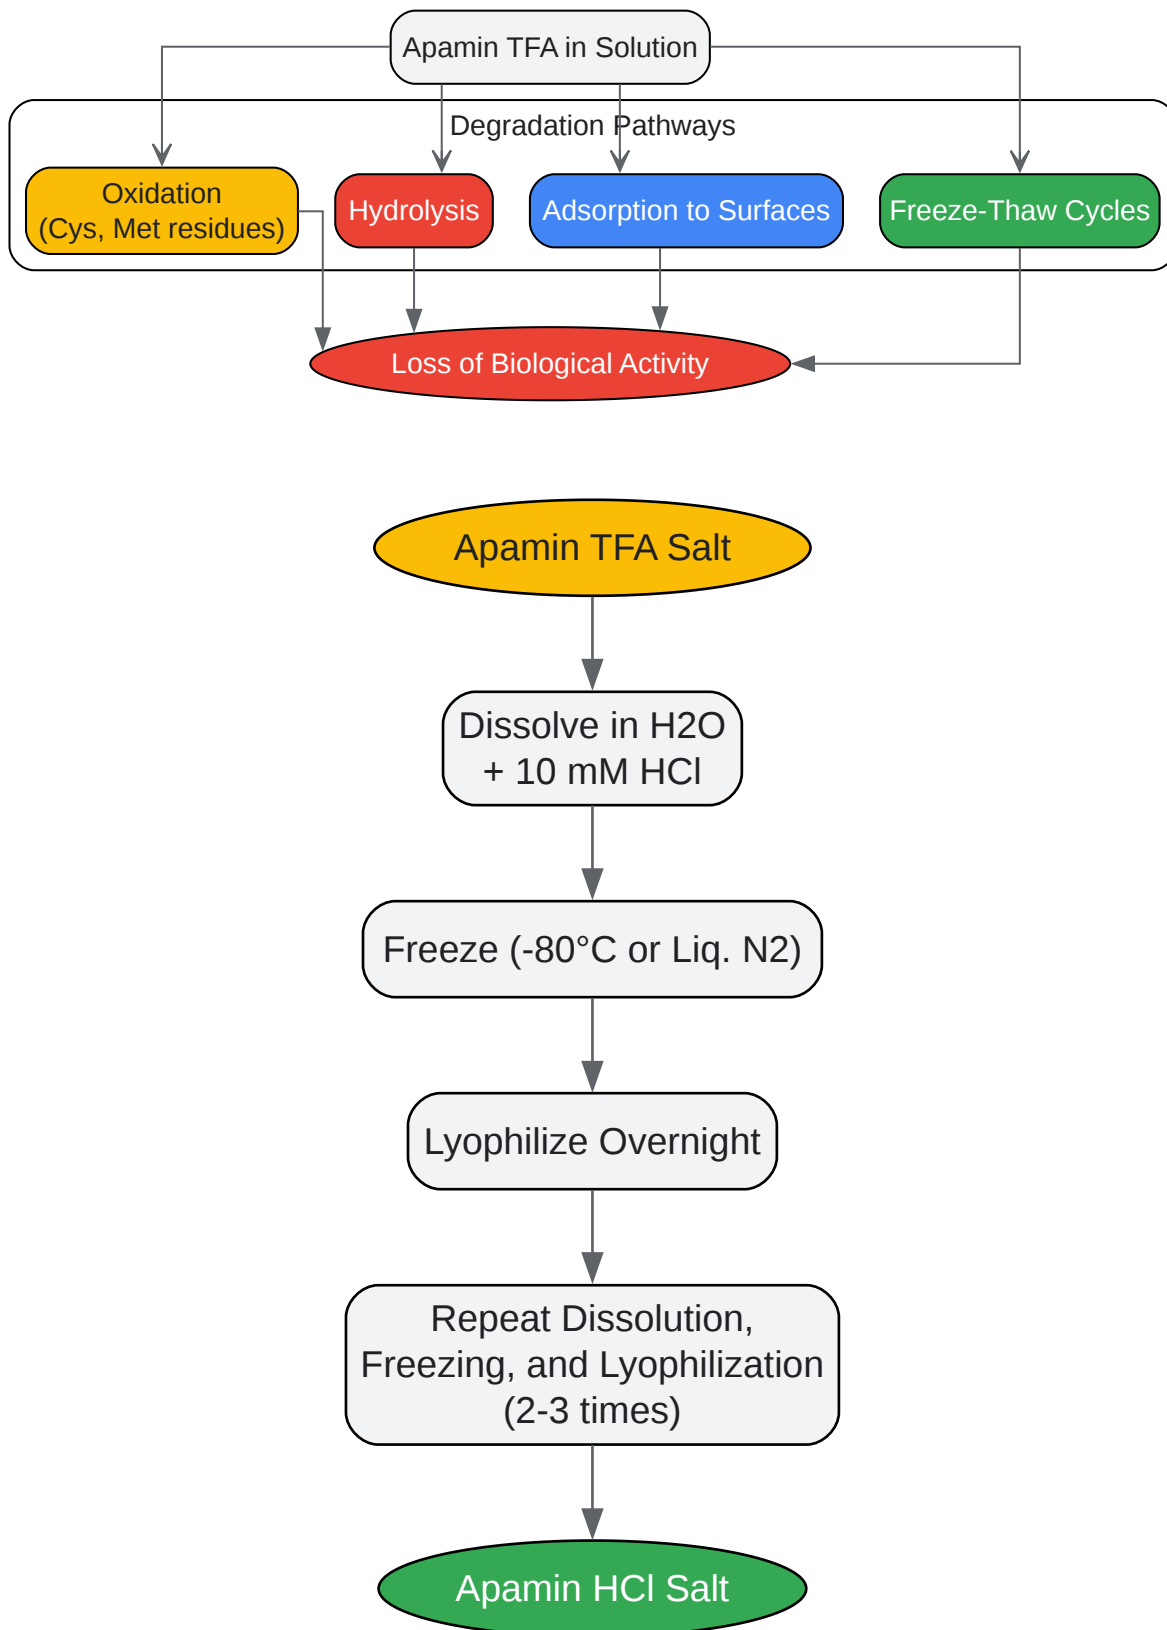 Apamin TFA in Solution
Degradation Pathways
Oxidation
(Cys, Met residues)
Hydrolysis
Adsorption to Surfaces
Freeze-Thaw Cycles
Loss of Biological Activity
Apamin TFA Salt
Dissolve in H2O
+ 10 mM HCl
Freeze (-80°C or Liq. N2)
Lyophilize Overnight
Repeat Dissolution,
Freezing, and Lyophilization
(2-3 times)
Apamin HCl Salt